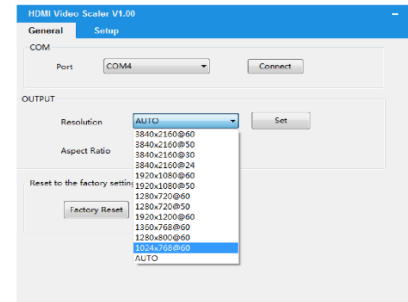 HDMI Video Scaler V1.00
General Setup
COM
Port COM4 Connect
OUTPUT
Resolution AUTO Set
3840x2160@60
3840x2160@50
Aspect Ratio 3840x2160@30
3840x2160@24
1920x1080@60
Reset to the factory setting 1920x1080@50
1280x720@60
Factory Reset 1280x720@50
1920x1200@60
1360x768@60
1280x800@60
1024x768@60
AUTO